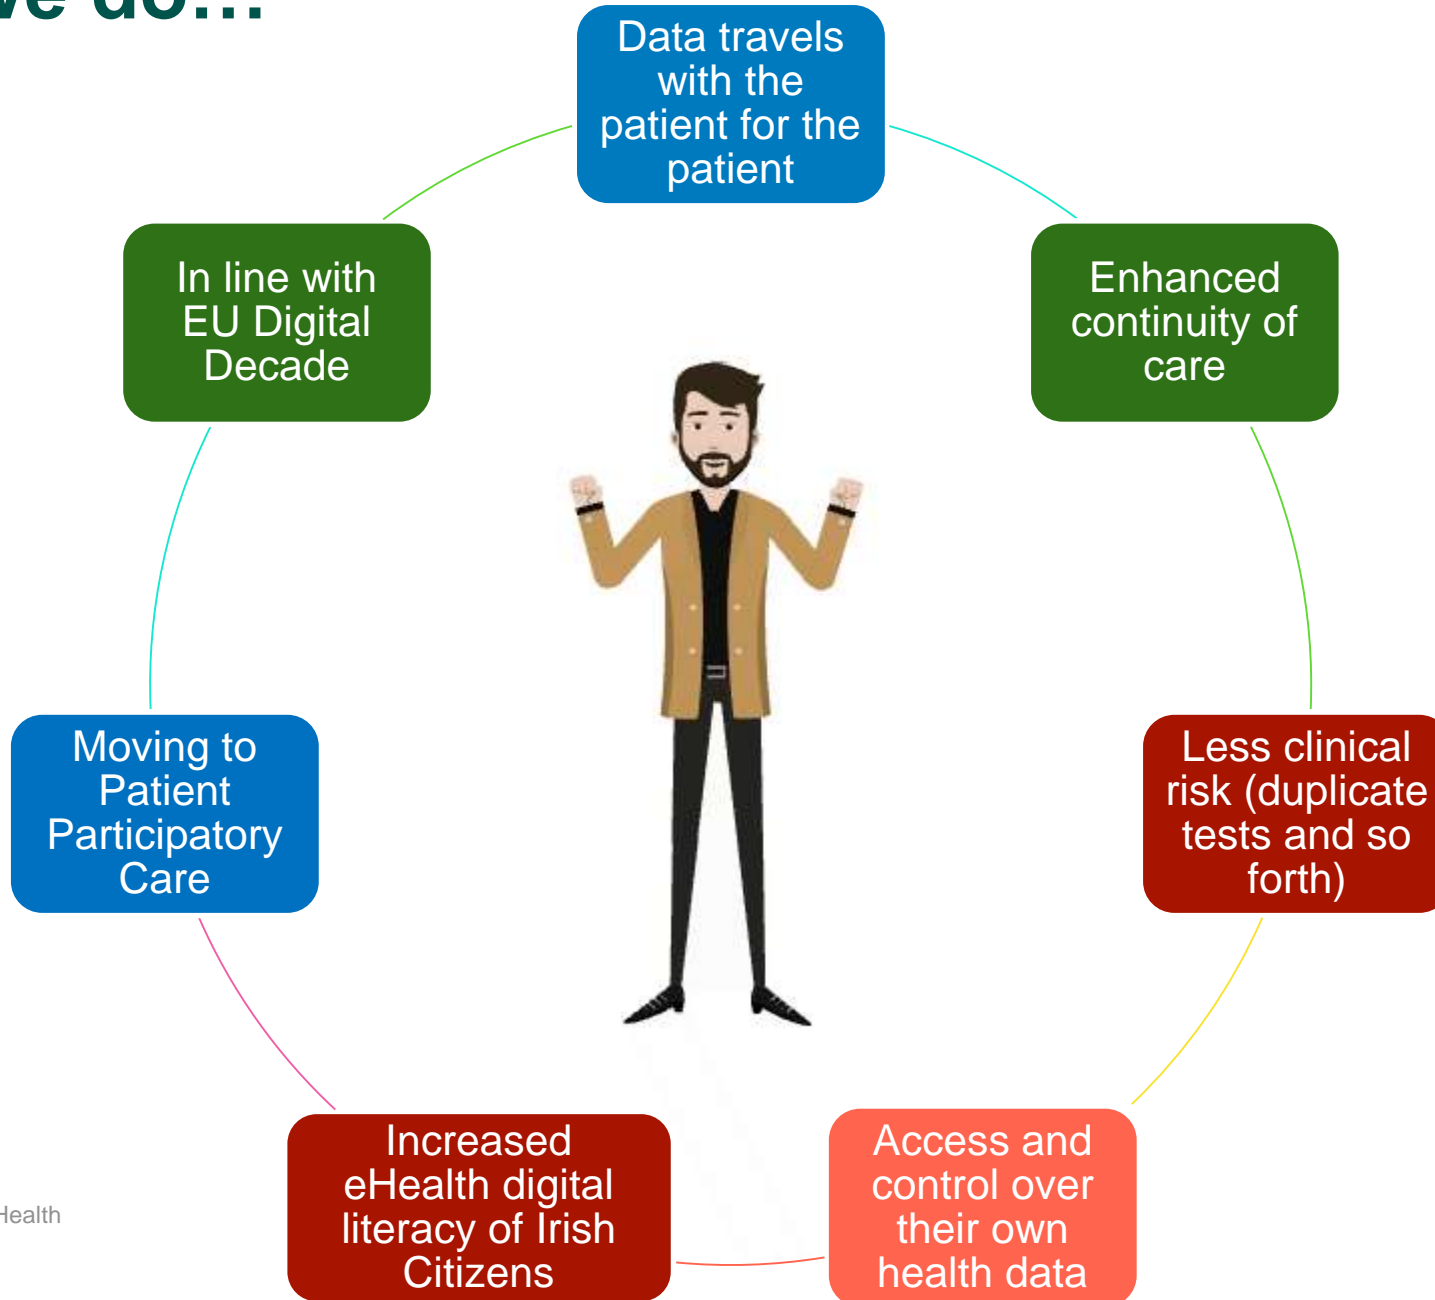 we do...
Data travels
with the
patient for the
patient
In line with
EU Digital
Decade
Enhanced
continuity of
care
Moving to
Patient
Participatory
Care
Less clinical
risk (duplicate
tests and so
forth)
Increased
eHealth digital
literacy of Irish
Citizens
Access and
control over
their own
health data
Health